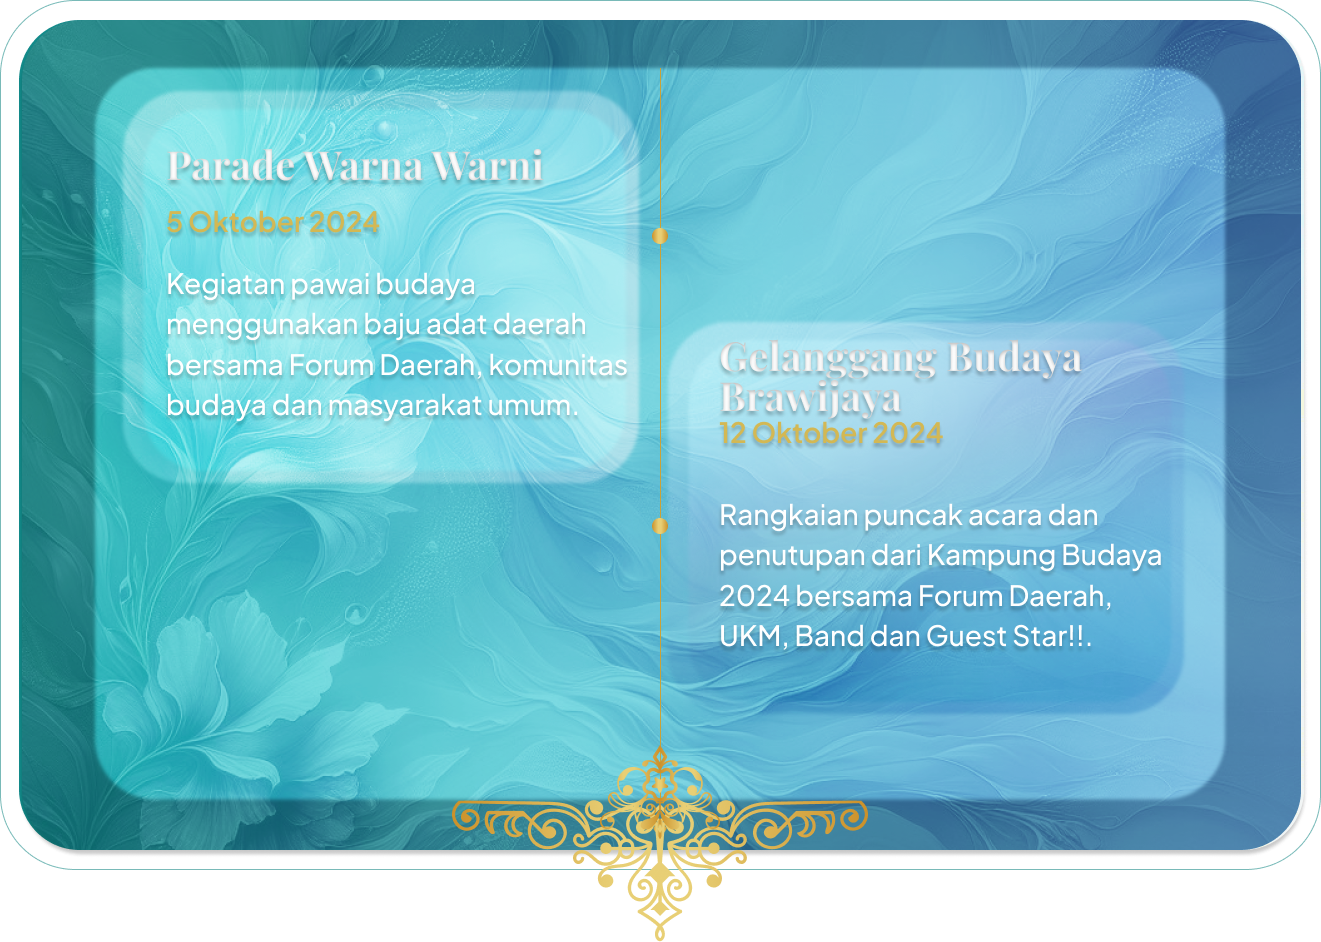 Parade Warna Warni
5 Oktober 2024
Kegiatan pawai budaya
menggunakan baju adat daerah
bersama Forum Daerah, komunitas
budaya dan masyarakat umum.
Gelanggang Budaya
Brawijaya
12 Oktober 2024
Rangkaian puncak acara dan
penutupan dari Kampung Budaya
2024 bersama Forum Daerah,
UKM, Band dan Guest Star!!.